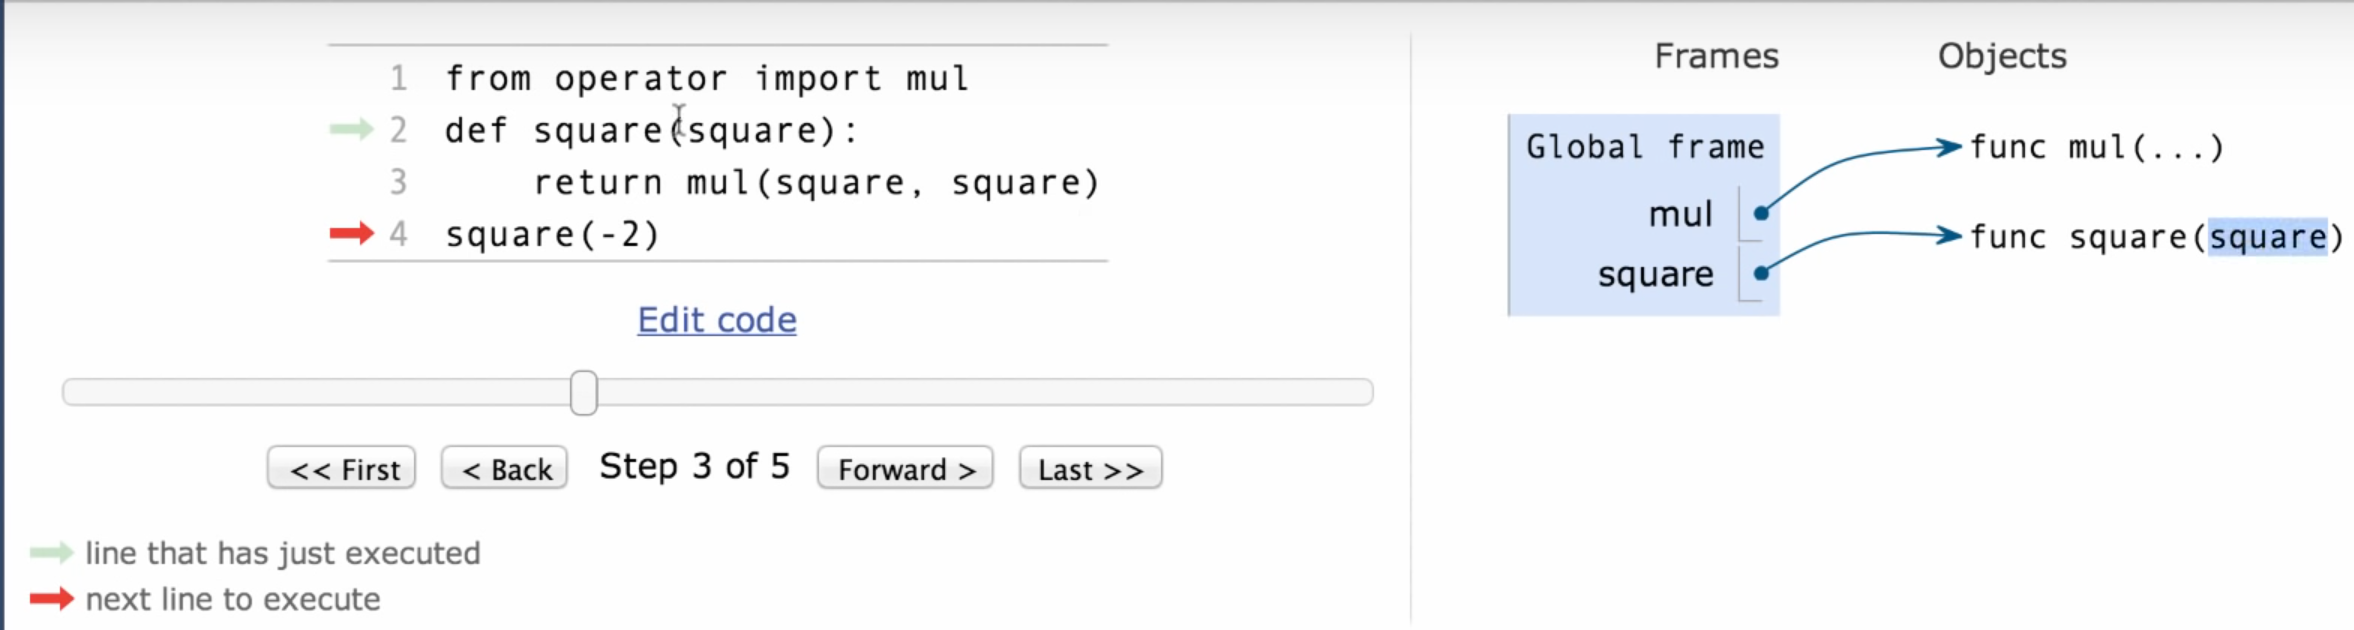 1 from operator import mul
2 def square(square):
3     return mul(square, square)
4 square(-2)
Edit code
<< First < Back Step 3 of 5 Forward > Last >>
line that has just executed
next line to execute
Frames Objects
Global frame
mul
square
func mul(...)
func square(square)